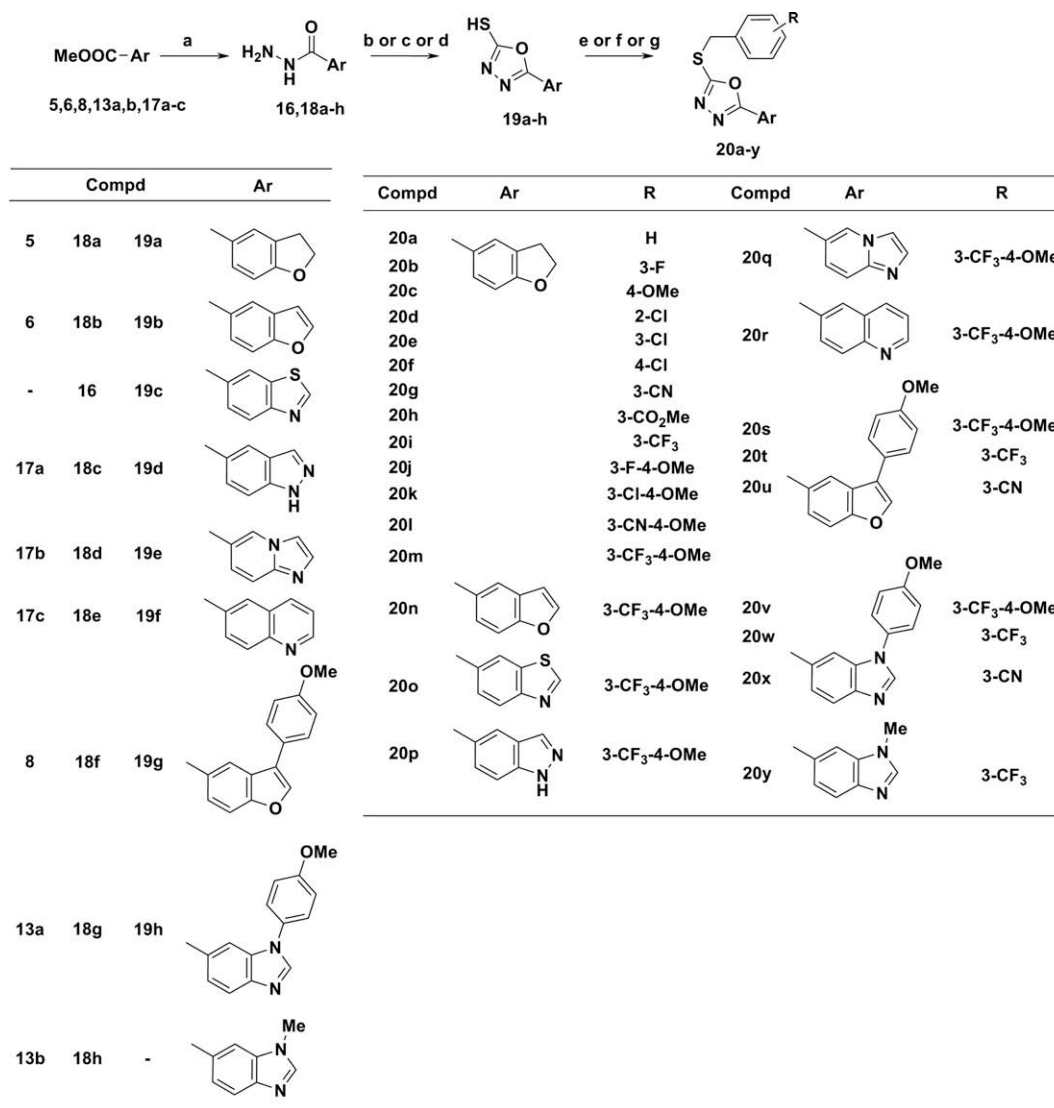 MeOOC-Ar
a
H2N N H O Ar
b or c or d
HS O N-N Ar
e or f or g
R S O N-N Ar
5,6,8,13a,b,17a-c
16,18a-h
19a-h
20a-y
Compd Ar
5 18a 19a O
6 18b 19b O
- 16 19c S N
17a 18c 19d N N H
17b 18d 19e N N
17c 18e 19f N
8 18f 19g OMe O
13a 18g 19h OMe N N
13b 18h - Me N N
Compd Ar R Compd Ar R
20a O H
20b 3-F
20c 4-OMe
20d 2-Cl
20e 3-Cl
20f 4-Cl
20g 3-CN
20h 3-CO2Me
20i 3-CF3
20j 3-F-4-OMe
20k 3-Cl-4-OMe
20l 3-CN-4-OMe
20m 3-CF3-4-OMe
20n O 3-CF3-4-OMe
20o S N 3-CF3-4-OMe
20p N N H 3-CF3-4-OMe
20q N N 3-CF3-4-OMe
20r N 3-CF3-4-OMe
OMe
20s 3-CF3-4-OMe
20t 3-CF3
20u O 3-CN
OMe
20v 3-CF3-4-OMe
20w N 3-CF3
20x N 3-CN
Me
20y N N 3-CF3